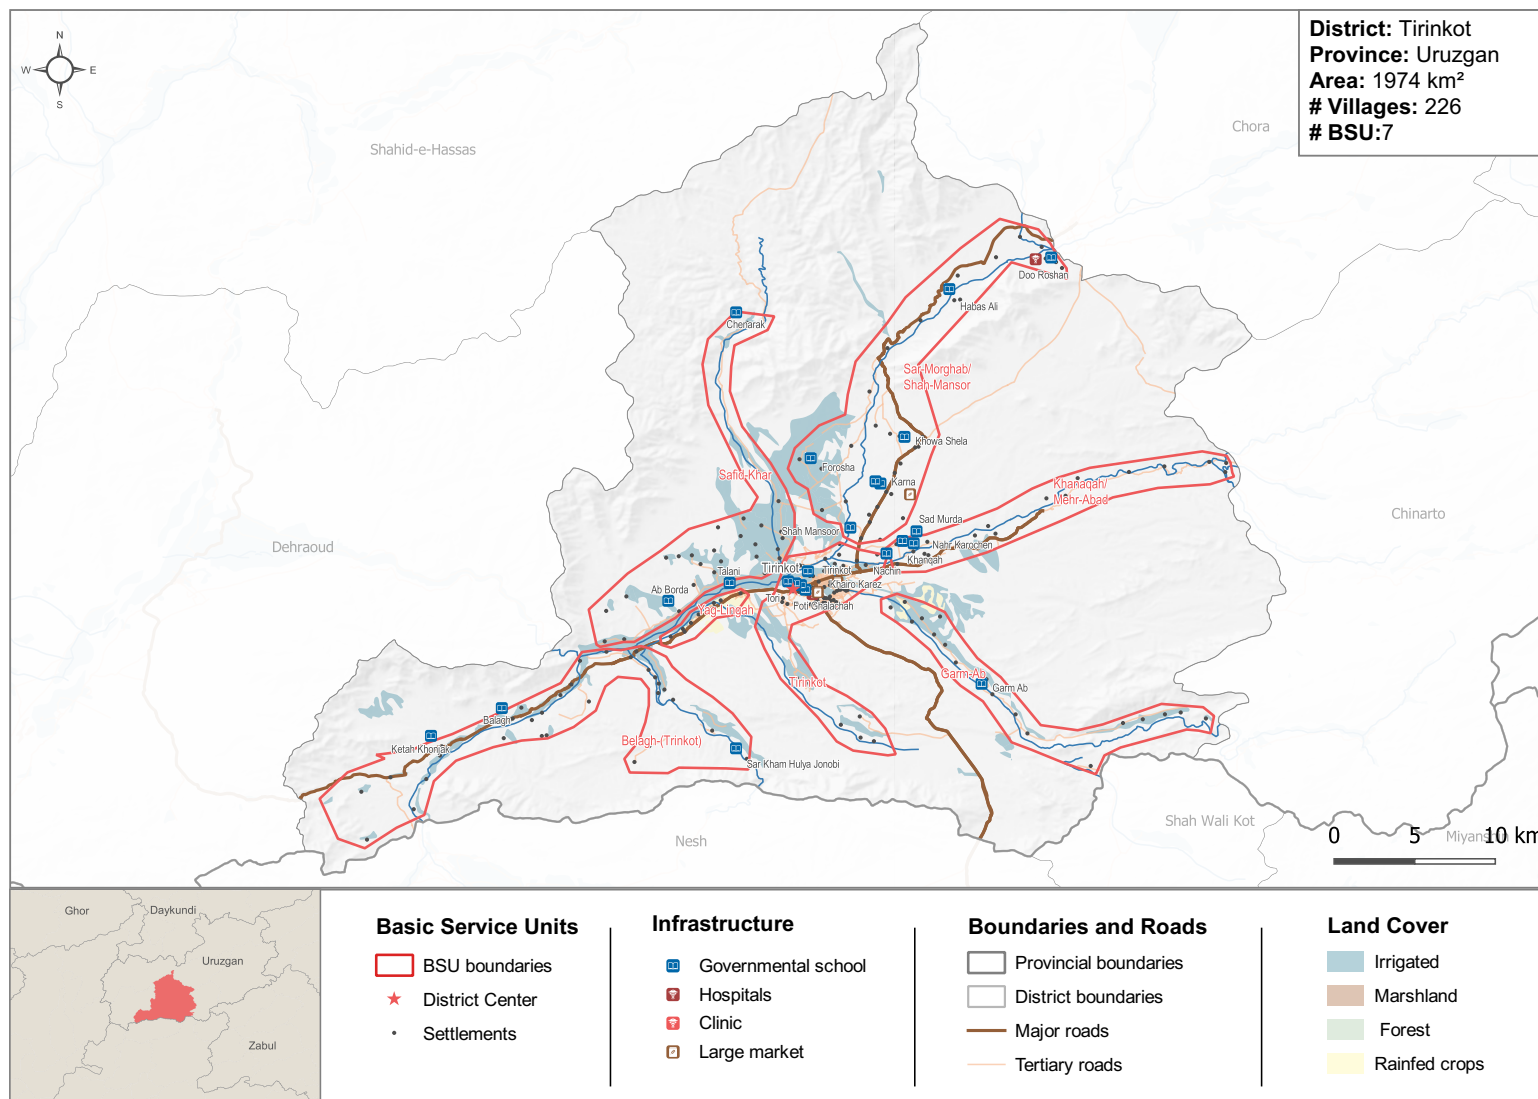 N
W
E
S
District: Tirinkot
Province: Uruzgan
Area: 1974 km²
# Villages: 226
# BSU:7
Chora
Shahid-e-Hassas
Doo Roshan
Habas Ali
Chenarak
Sar-Morghab/
Shah-Mansor
Khowa Shela
Forosha
Safid-Khar
Karna
Khanaqah/
Mehr-Abad
Chinarto
Sad Murda
Shah Mansoor
Nahr Karochen
Dehraoud
Khanqah
Tirinkot
Tirinkot
Nachin
Talani
Khairo Karez
Ab Borda
Tori
Poti Ghalachah
Yag-Lingah
Garm-Ab
Tirinkot
Garm Ab
Balagh
Belagh-(Trinkot)
Ketah Khonjak
Sar Kham Hulya Jonobi
Shah Wali Kot
Nesh
0 5 10 km
Ghor
Daykundi
Uruzgan
Zabul
Basic Service Units
BSU boundaries
District Center
Settlements
Infrastructure
Governmental school
Hospitals
Clinic
Large market
Boundaries and Roads
Provincial boundaries
District boundaries
Major roads
Tertiary roads
Land Cover
Irrigated
Marshland
Forest
Rainfed crops